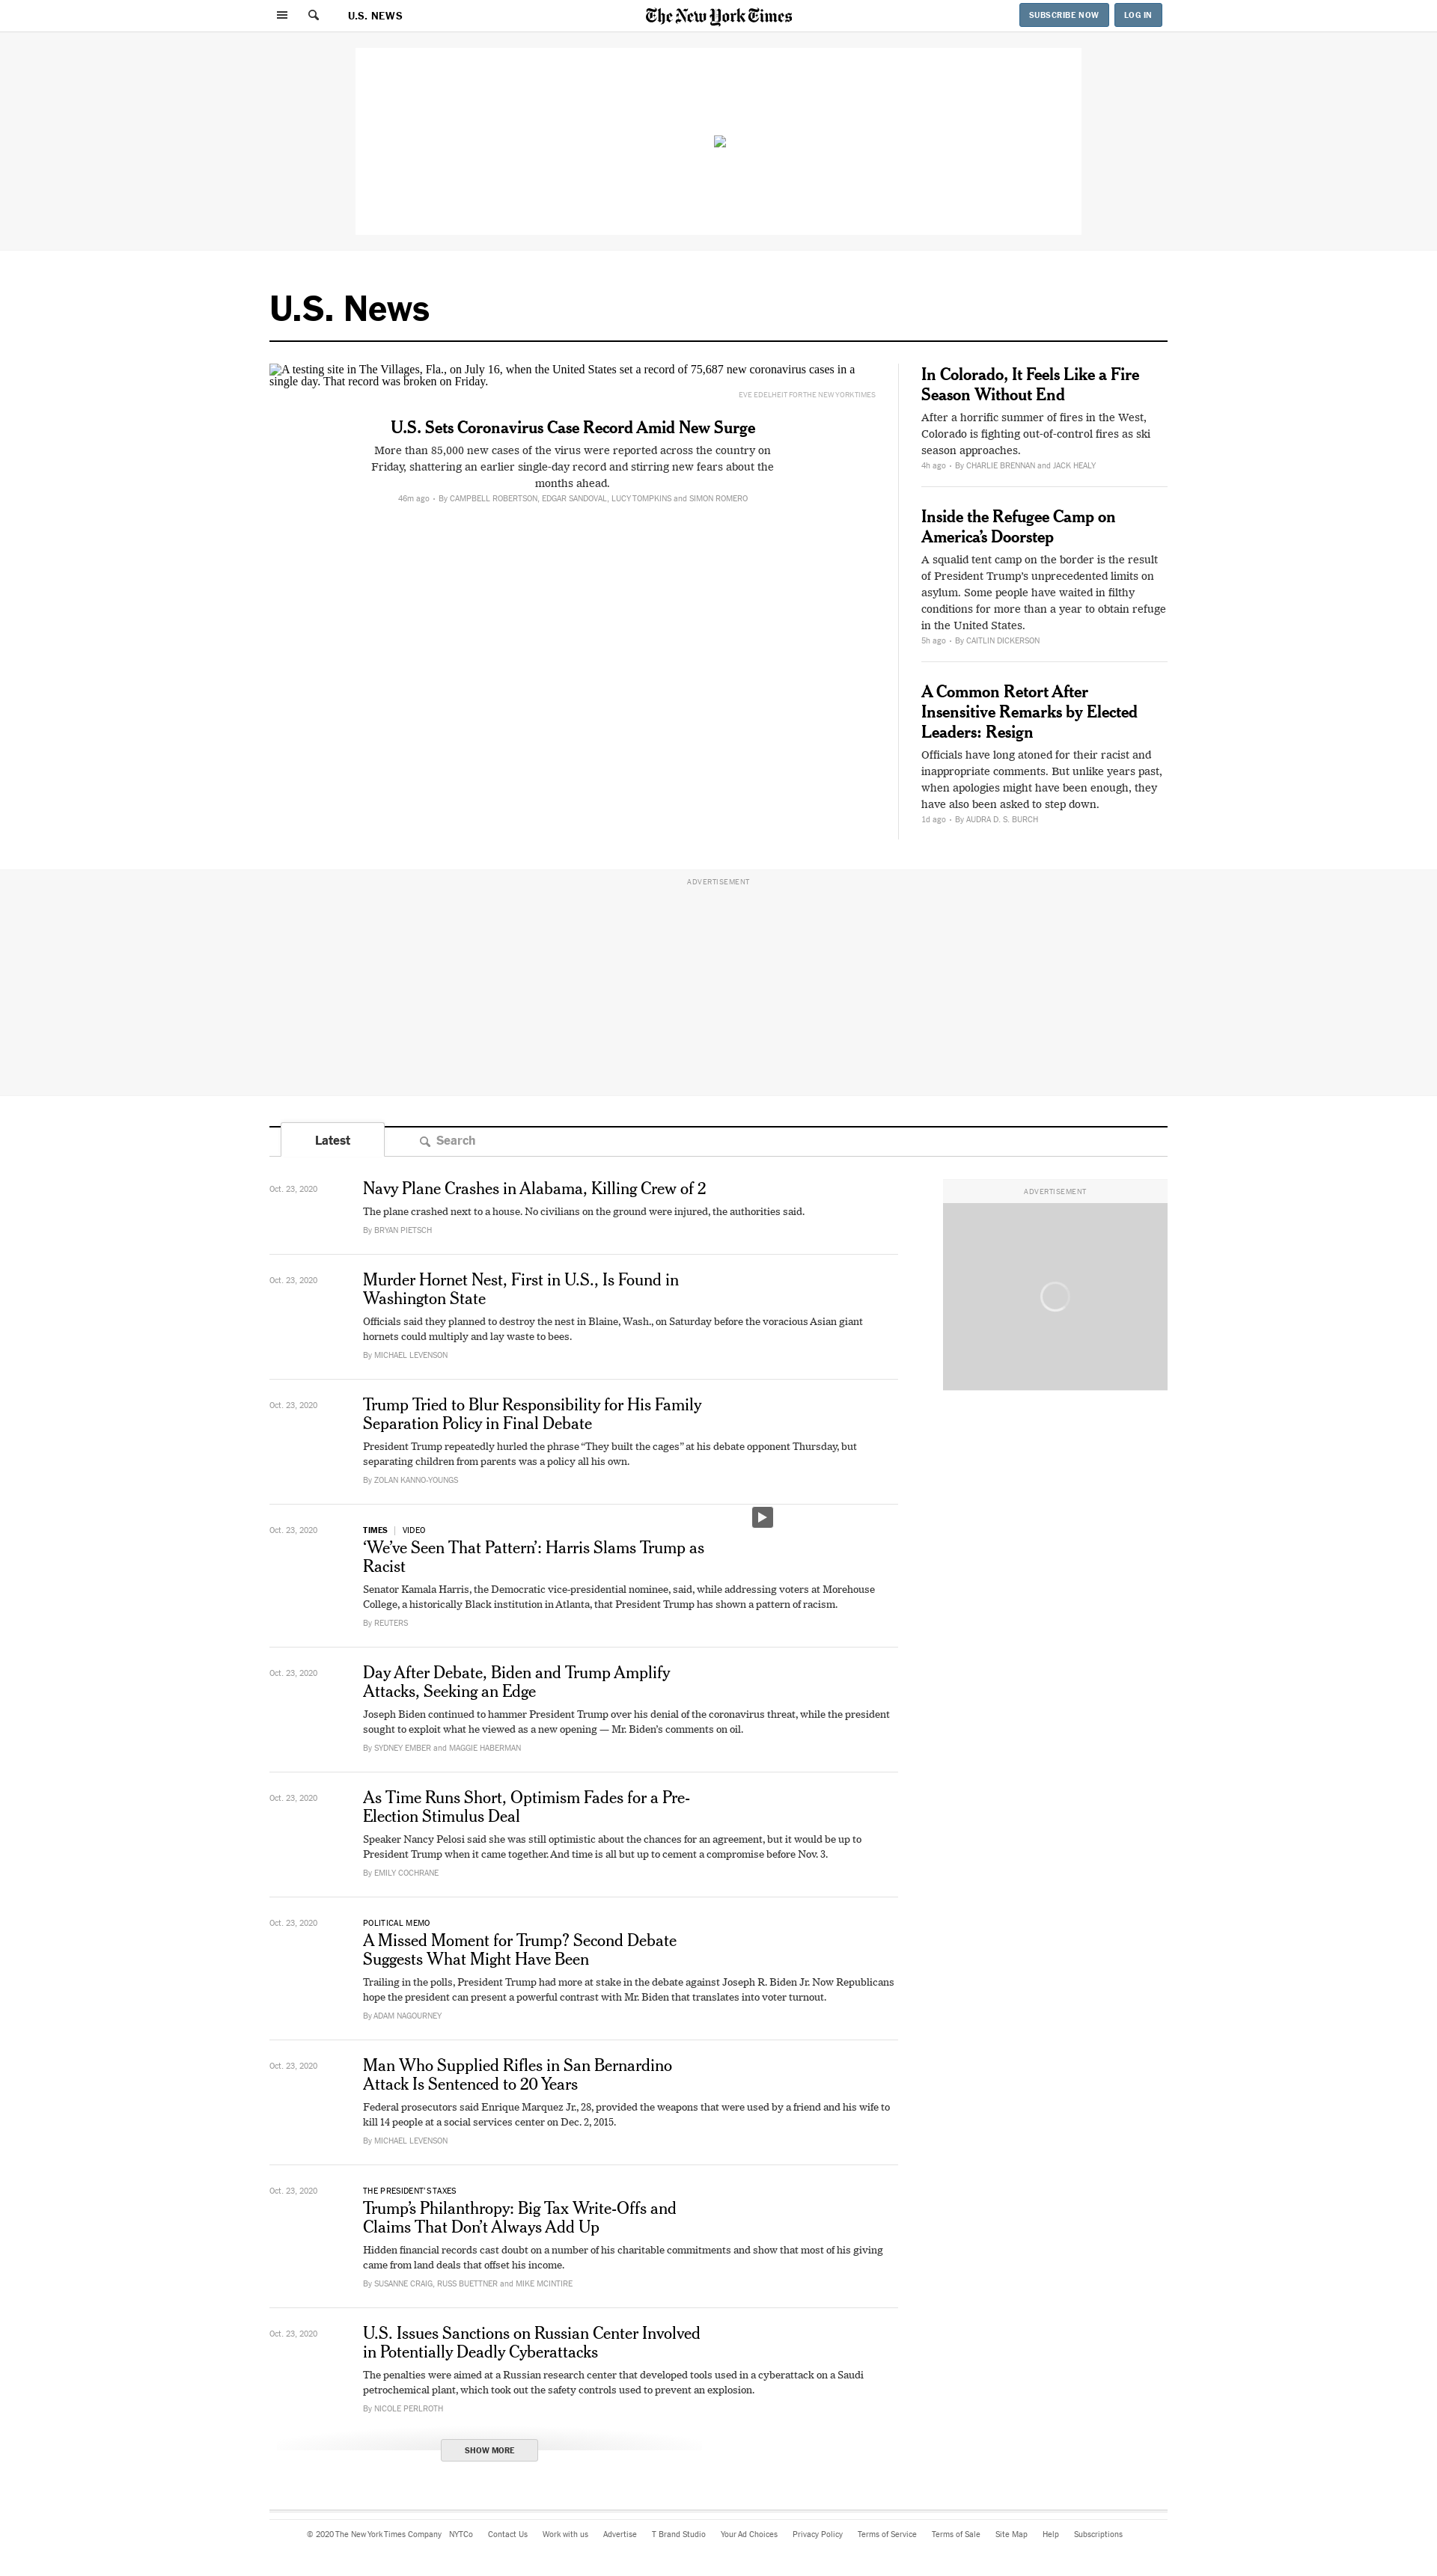 U.S. NEWS
The New York Times
SUBSCRIBE NOW
LOG IN
U.S. News
A testing site in The Villages, Fla., on July 16, when the United States set a record of 75,687 new coronavirus cases in a
single day. That record was broken on Friday.
EVE EDELHEIT FOR THE NEW YORK TIMES
U.S. Sets Coronavirus Case Record Amid New Surge
More than 85,000 new cases of the virus were reported across the country on
Friday, shattering an earlier single-day record and stirring new fears about the
months ahead.
46m ago • By CAMPBELL ROBERTSON, EDGAR SANDOVAL, LUCY TOMPKINS and SIMON ROMERO
In Colorado, It Feels Like a Fire
Season Without End
After a horrific summer of fires in the West,
Colorado is fighting out-of-control fires as ski
season approaches.
4h ago • By CHARLIE BRENNAN and JACK HEALY
Inside the Refugee Camp on
America’s Doorstep
A squalid tent camp on the border is the result
of President Trump’s unprecedented limits on
asylum. Some people have waited in filthy
conditions for more than a year to obtain refuge
in the United States.
5h ago • By CAITLIN DICKERSON
A Common Retort After
Insensitive Remarks by Elected
Leaders: Resign
Officials have long atoned for their racist and
inappropriate comments. But unlike years past,
when apologies might have been enough, they
have also been asked to step down.
1d ago • By AUDRA D. S. BURCH
ADVERTISEMENT
Latest
Search
Oct. 23, 2020
Navy Plane Crashes in Alabama, Killing Crew of 2
The plane crashed next to a house. No civilians on the ground were injured, the authorities said.
By BRYAN PIETSCH
ADVERTISEMENT
Oct. 23, 2020
Murder Hornet Nest, First in U.S., Is Found in
Washington State
Officials said they planned to destroy the nest in Blaine, Wash., on Saturday before the voracious Asian giant
hornets could multiply and lay waste to bees.
By MICHAEL LEVENSON
Oct. 23, 2020
Trump Tried to Blur Responsibility for His Family
Separation Policy in Final Debate
President Trump repeatedly hurled the phrase “They built the cages” at his debate opponent Thursday, but
separating children from parents was a policy all his own.
By ZOLAN KANNO-YOUNGS
Oct. 23, 2020
TIMES | VIDEO
‘We’ve Seen That Pattern’: Harris Slams Trump as
Racist
Senator Kamala Harris, the Democratic vice-presidential nominee, said, while addressing voters at Morehouse
College, a historically Black institution in Atlanta, that President Trump has shown a pattern of racism.
By REUTERS
Oct. 23, 2020
Day After Debate, Biden and Trump Amplify
Attacks, Seeking an Edge
Joseph Biden continued to hammer President Trump over his denial of the coronavirus threat, while the president
sought to exploit what he viewed as a new opening — Mr. Biden’s comments on oil.
By SYDNEY EMBER and MAGGIE HABERMAN
Oct. 23, 2020
As Time Runs Short, Optimism Fades for a Pre-
Election Stimulus Deal
Speaker Nancy Pelosi said she was still optimistic about the chances for an agreement, but it would be up to
President Trump when it came together. And time is all but up to cement a compromise before Nov. 3.
By EMILY COCHRANE
Oct. 23, 2020
POLITICAL MEMO
A Missed Moment for Trump? Second Debate
Suggests What Might Have Been
Trailing in the polls, President Trump had more at stake in the debate against Joseph R. Biden Jr. Now Republicans
hope the president can present a powerful contrast with Mr. Biden that translates into voter turnout.
By ADAM NAGOURNEY
Oct. 23, 2020
Man Who Supplied Rifles in San Bernardino
Attack Is Sentenced to 20 Years
Federal prosecutors said Enrique Marquez Jr., 28, provided the weapons that were used by a friend and his wife to
kill 14 people at a social services center on Dec. 2, 2015.
By MICHAEL LEVENSON
Oct. 23, 2020
THE PRESIDENT’S TAXES
Trump’s Philanthropy: Big Tax Write-Offs and
Claims That Don’t Always Add Up
Hidden financial records cast doubt on a number of his charitable commitments and show that most of his giving
came from land deals that offset his income.
By SUSANNE CRAIG, RUSS BUETTNER and MIKE MCINTIRE
Oct. 23, 2020
U.S. Issues Sanctions on Russian Center Involved
in Potentially Deadly Cyberattacks
The penalties were aimed at a Russian research center that developed tools used in a cyberattack on a Saudi
petrochemical plant, which took out the safety controls used to prevent an explosion.
By NICOLE PERLROTH
SHOW MORE
© 2020 The New York Times Company NYTCo Contact Us Work with us Advertise T Brand Studio Your Ad Choices Privacy Policy Terms of Service Terms of Sale Site Map Help Subscriptions